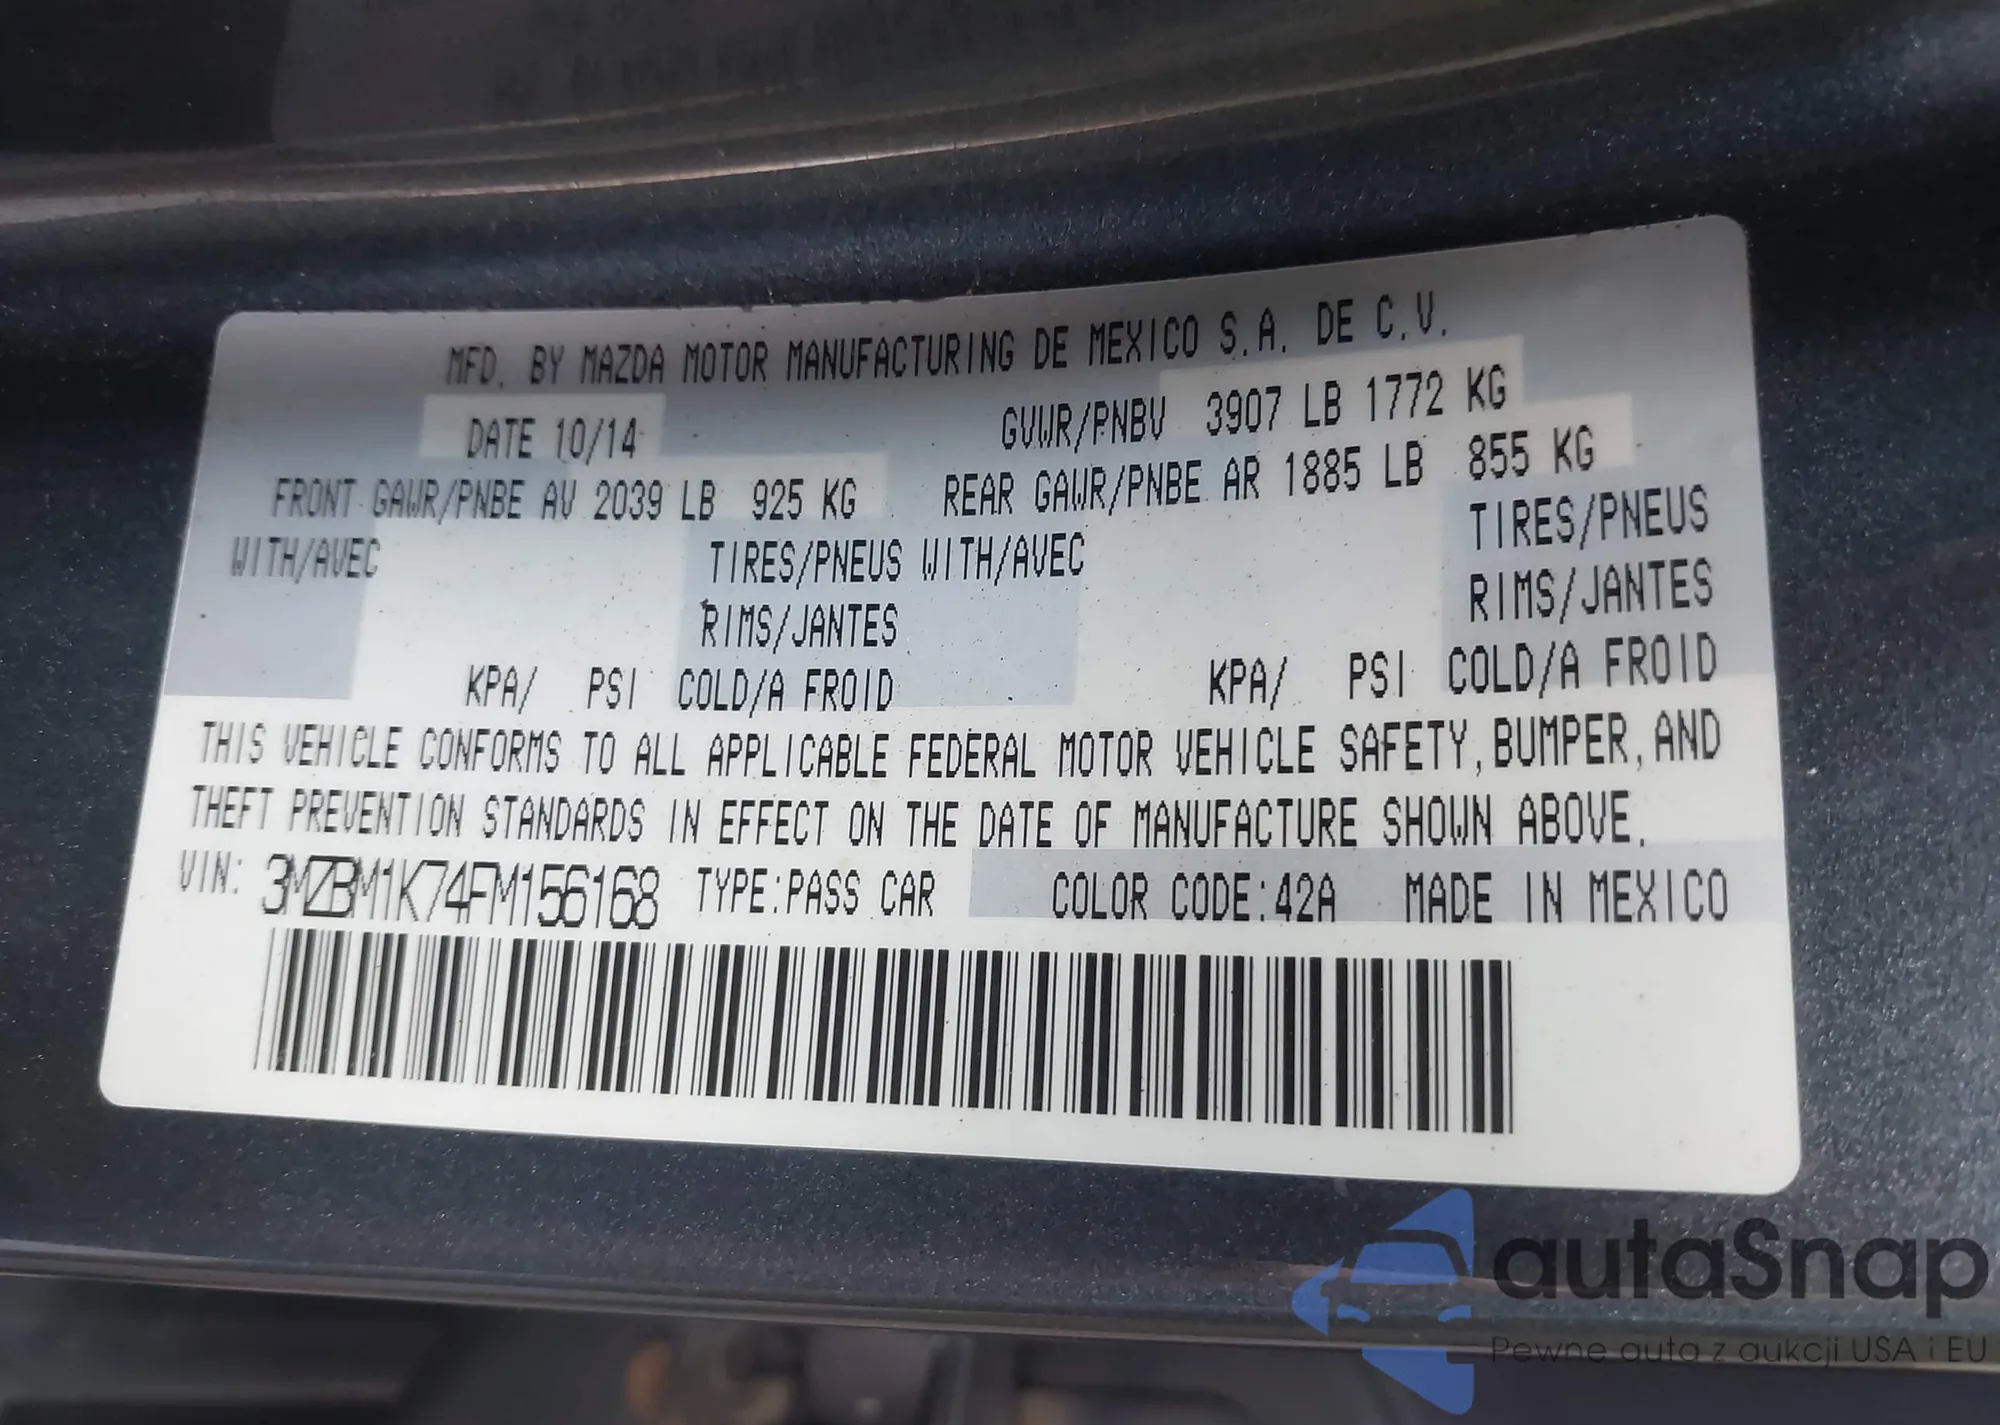 MFD. BY MAZDA MOTOR MANUFACTURING DE MEXICO S.A. DE C.V.
DATE 10/14 GVWR/PNBV 3907 LB 1772 KG
FRONT GAWR/PNBE AV 2039 LB 925 KG REAR GAWR/PNBE AR 1885 LB 855 KG
WITH/AVEC TIRES/PNEUS WITH/AVEC TIRES/PNEUS
RIMS/JANTES RIMS/JANTES
KPA/ PSI COLD/A FROID KPA/ PSI COLD/A FROID
THIS VEHICLE CONFORMS TO ALL APPLICABLE FEDERAL MOTOR VEHICLE SAFETY, BUMPER, AND
THEFT PREVENTION STANDARDS IN EFFECT ON THE DATE OF MANUFACTURE SHOWN ABOVE.
VIN: 3MZBM1K74FM156168 TYPE: PASS CAR COLOR CODE: 42A MADE IN MEXICO
autaSnap
Pewne auta z aukcji USA i EU